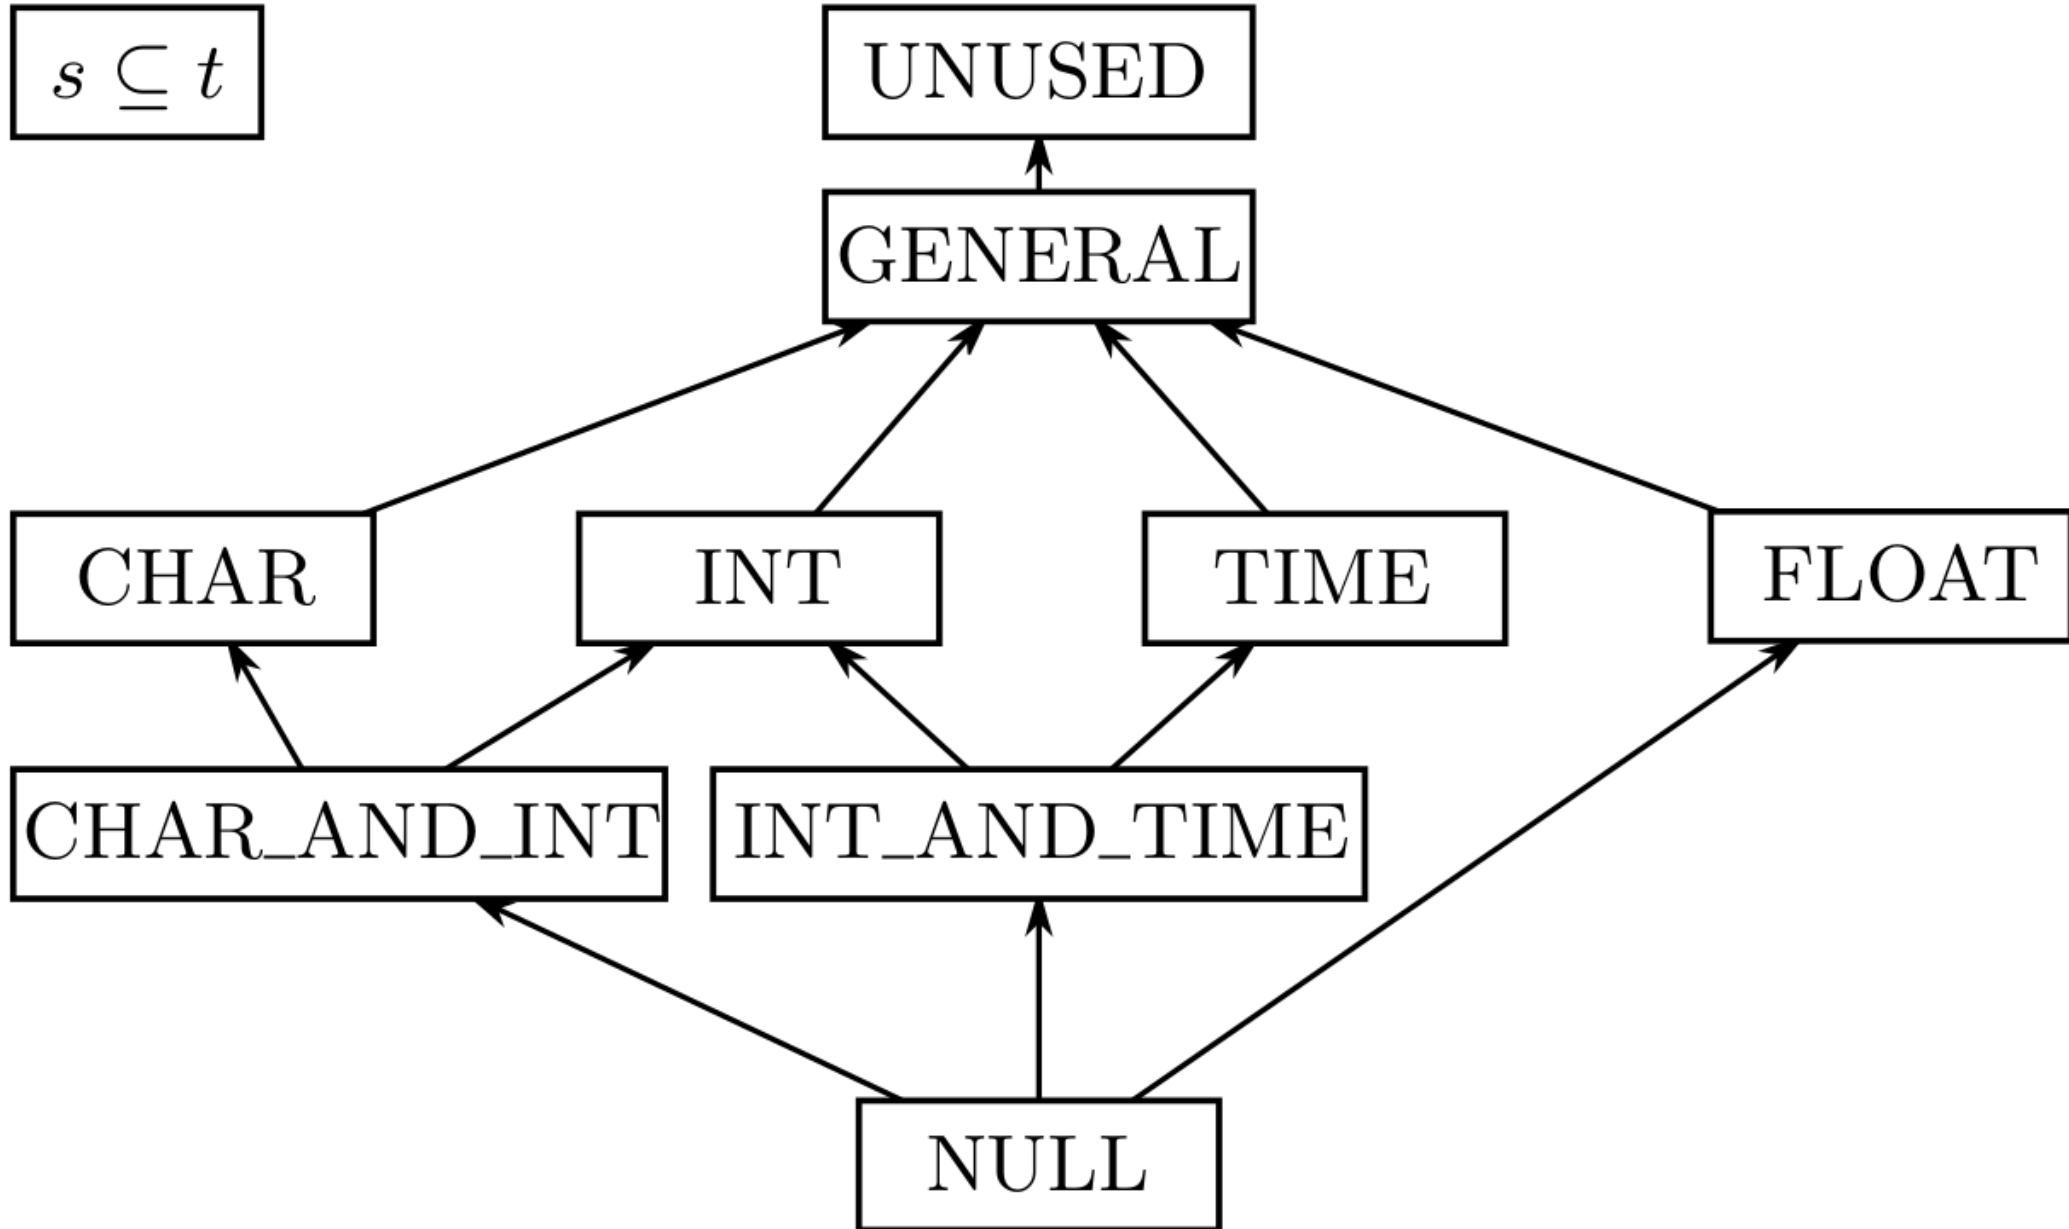 s ⊆ t
UNUSED
GENERAL
CHAR
INT
TIME
FLOAT
CHAR_AND_INT
INT_AND_TIME
NULL